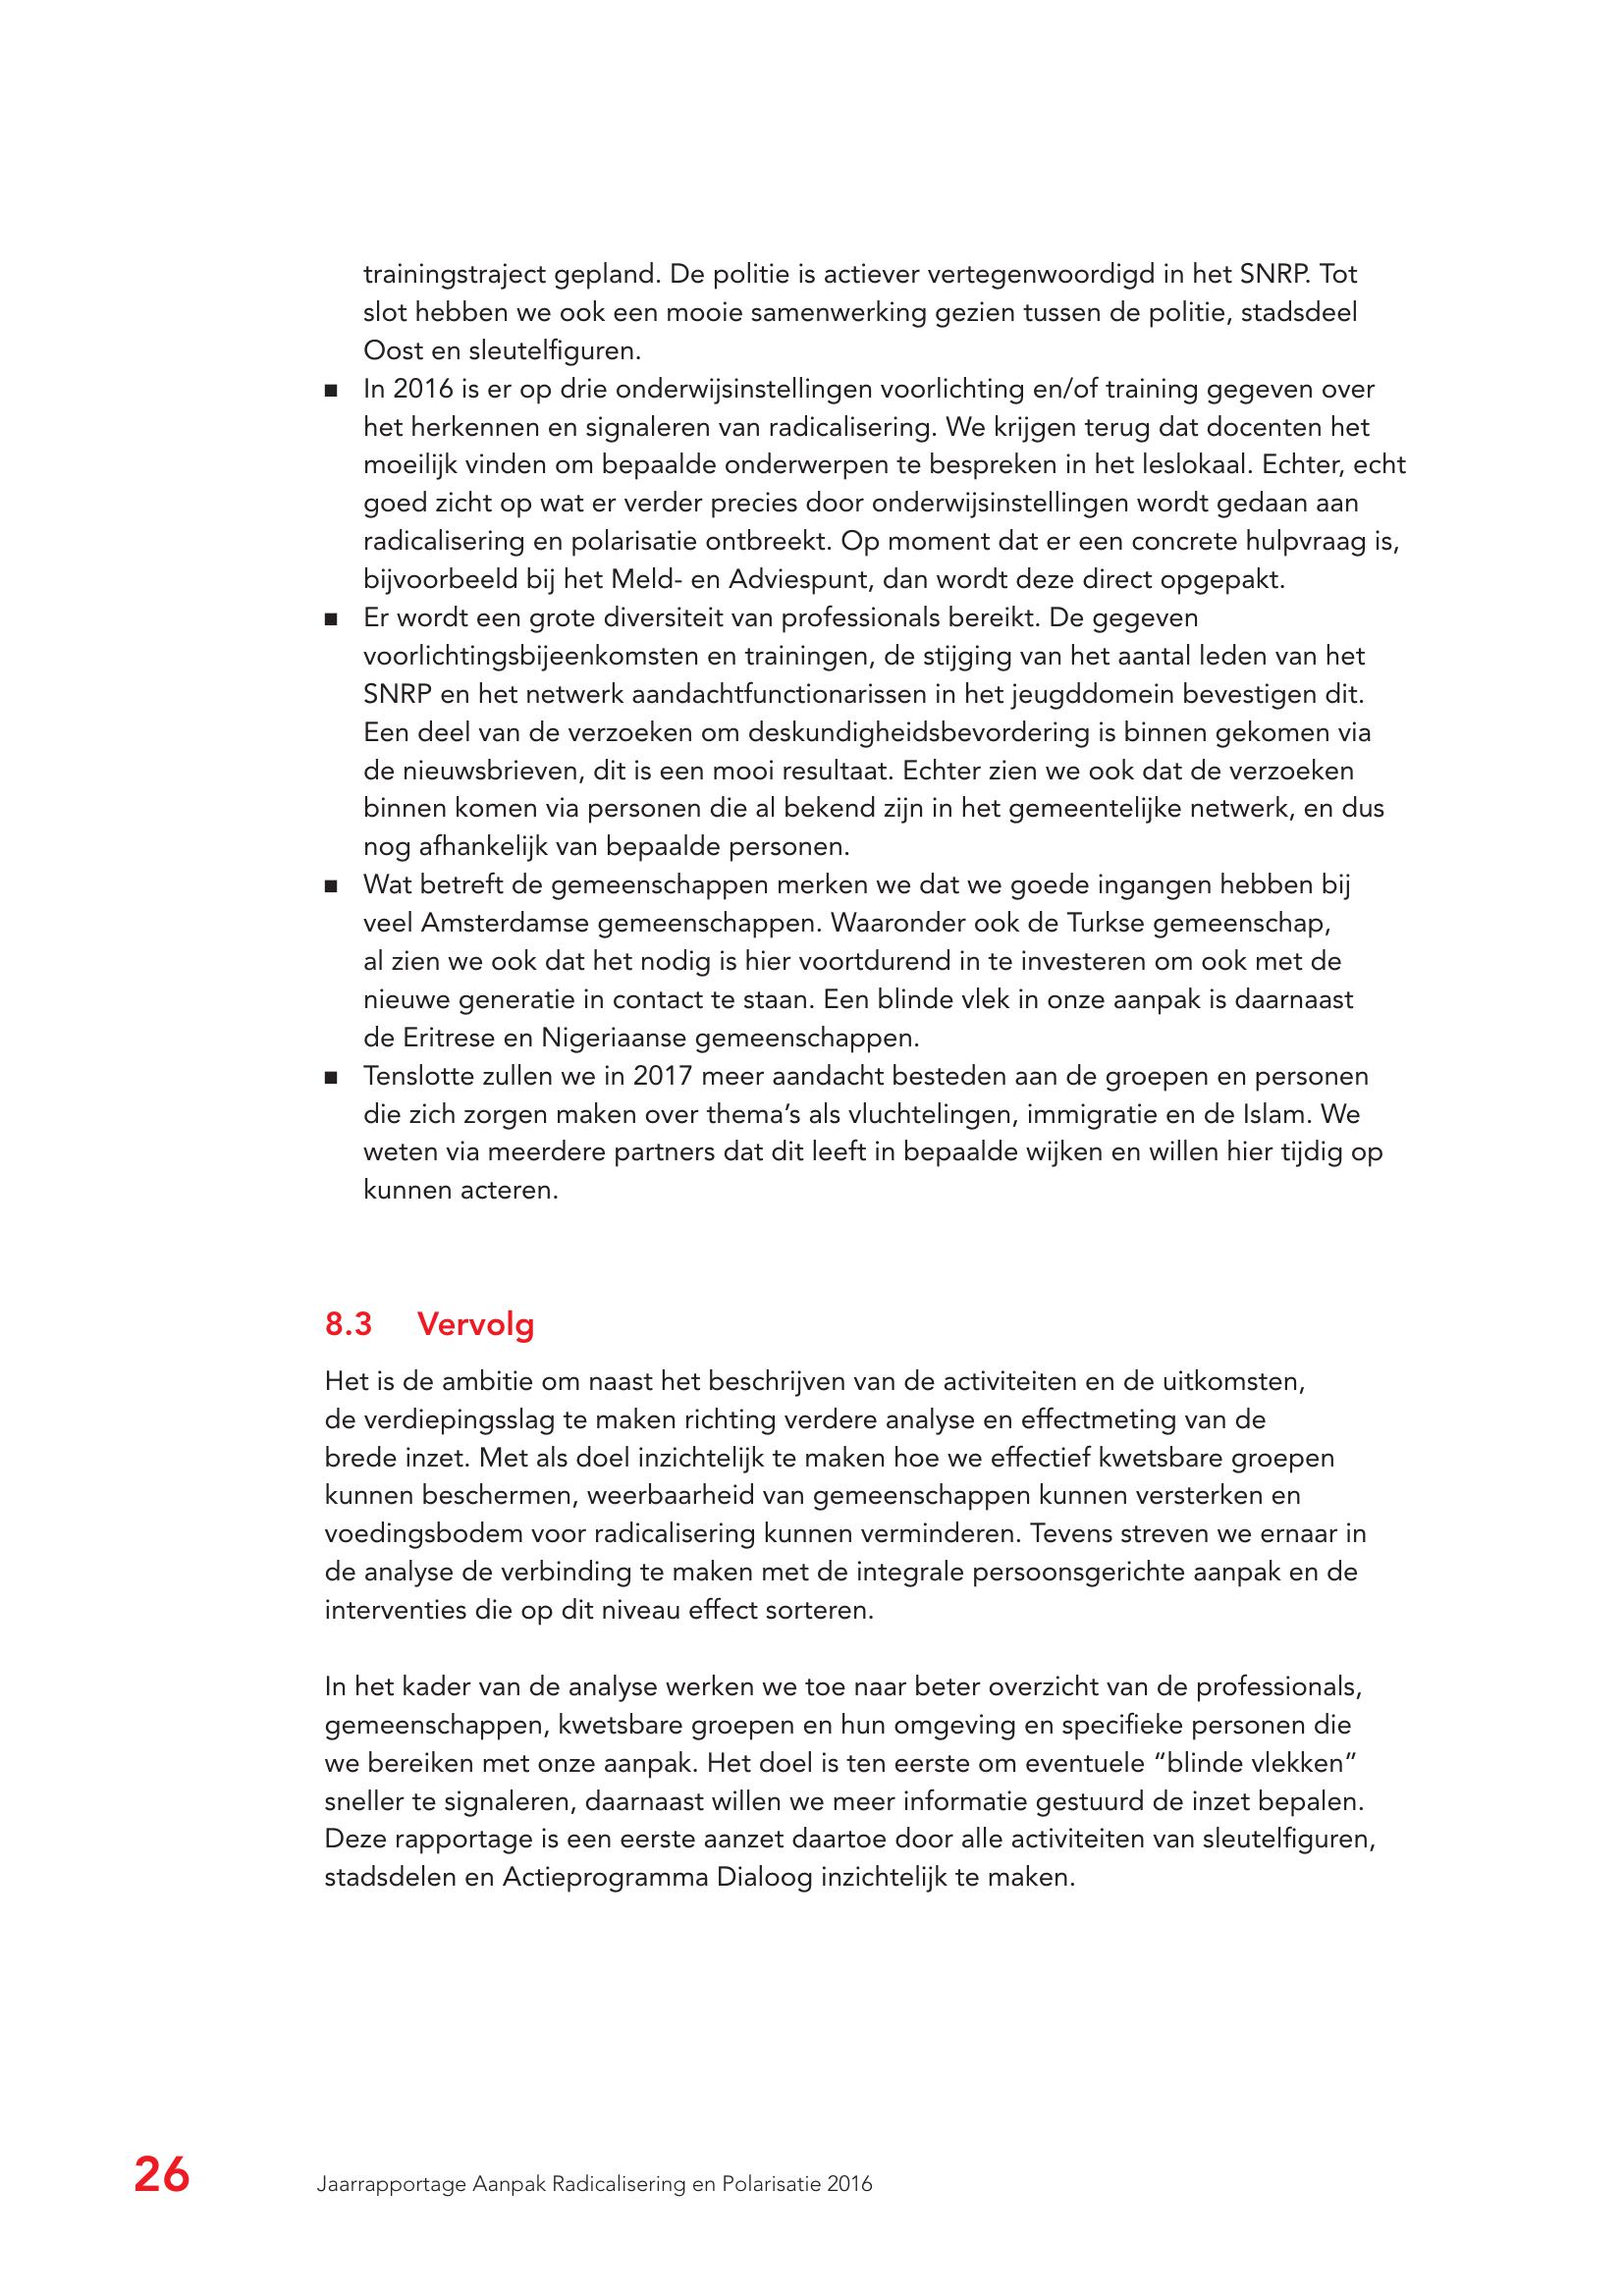 trainingstraject gepland. De politie is actiever vertegenwoordigd in het SNRP. Tot
slot hebben we ook een mooie samenwerking gezien tussen de politie, stadsdeel
Oost en sleutelfiguren.
■ In 2016 is er op drie onderwijsinstellingen voorlichting en/of training gegeven over
het herkennen en signaleren van radicalisering. We krijgen terug dat docenten het
moeilijk vinden om bepaalde onderwerpen te bespreken in het leslokaal. Echter, echt
goed zicht op wat er verder precies door onderwijsinstellingen wordt gedaan aan
radicalisering en polarisatie ontbreekt. Op moment dat er een concrete hulpvraag is,
bijvoorbeeld bij het Meld- en Adviespunt, dan wordt deze direct opgepakt.
■ Er wordt een grote diversiteit van professionals bereikt. De gegeven
voorlichtingsbijeenkomsten en trainingen, de stijging van het aantal leden van het
SNRP en het netwerk aandachtfunctionarissen in het jeugddomein bevestigen dit.
Een deel van de verzoeken om deskundigheidsbevordering is binnen gekomen via
de nieuwsbrieven, dit is een mooi resultaat. Echter zien we ook dat de verzoeken
binnen komen via personen die al bekend zijn in het gemeentelijke netwerk, en dus
nog afhankelijk van bepaalde personen.
■ Wat betreft de gemeenschappen merken we dat we goede ingangen hebben bij
veel Amsterdamse gemeenschappen. Waaronder ook de Turkse gemeenschap,
al zien we ook dat het nodig is hier voortdurend in te investeren om ook met de
nieuwe generatie in contact te staan. Een blinde vlek in onze aanpak is daarnaast
de Eritrese en Nigeriaanse gemeenschappen.
■ Tenslotte zullen we in 2017 meer aandacht besteden aan de groepen en personen
die zich zorgen maken over thema’s als vluchtelingen, immigratie en de Islam. We
weten via meerdere partners dat dit leeft in bepaalde wijken en willen hier tijdig op
kunnen acteren.
8.3 Vervolg
Het is de ambitie om naast het beschrijven van de activiteiten en de uitkomsten,
de verdiepingsslag te maken richting verdere analyse en effectmeting van de
brede inzet. Met als doel inzichtelijk te maken hoe we effectief kwetsbare groepen
kunnen beschermen, weerbaarheid van gemeenschappen kunnen versterken en
voedingsbodem voor radicalisering kunnen verminderen. Tevens streven we ernaar in
de analyse de verbinding te maken met de integrale persoonsgerichte aanpak en de
interventies die op dit niveau effect sorteren.
In het kader van de analyse werken we toe naar beter overzicht van de professionals,
gemeenschappen, kwetsbare groepen en hun omgeving en specifieke personen die
we bereiken met onze aanpak. Het doel is ten eerste om eventuele “blinde vlekken”
sneller te signaleren, daarnaast willen we meer informatie gestuurd de inzet bepalen.
Deze rapportage is een eerste aanzet daartoe door alle activiteiten van sleutelfiguren,
stadsdelen en Actieprogramma Dialoog inzichtelijk te maken.
26 Jaarrapportage Aanpak Radicalisering en Polarisatie 2016